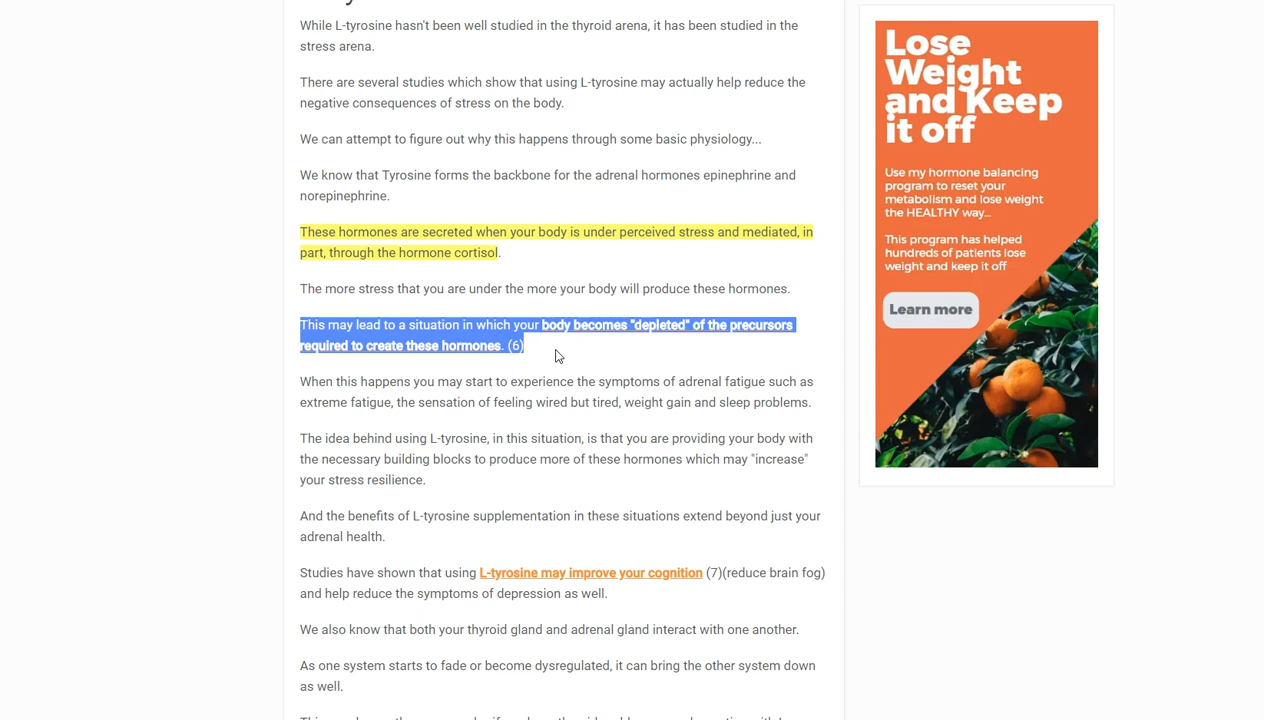 While L-tyrosine hasn't been well studied in the thyroid arena, it has been studied in the
stress arena.
There are several studies which show that using L-tyrosine may actually help reduce the
negative consequences of stress on the body.
We can attempt to figure out why this happens through some basic physiology...
We know that Tyrosine forms the backbone for the adrenal hormones epinephrine and
norepinephrine.
These hormones are secreted when your body is under perceived stress and mediated, in
part, through the hormone cortisol.
The more stress that you are under the more your body will produce these hormones.
This may lead to a situation in which your body becomes "depleted" of the precursors
required to create these hormones. (6)
When this happens you may start to experience the symptoms of adrenal fatigue such as
extreme fatigue, the sensation of feeling wired but tired, weight gain and sleep problems.
The idea behind using L-tyrosine, in this situation, is that you are providing your body with
the necessary building blocks to produce more of these hormones which may "increase"
your stress resilience.
And the benefits of L-tyrosine supplementation in these situations extend beyond just your
adrenal health.
Studies have shown that using L-tyrosine may improve your cognition (7)(reduce brain fog)
and help reduce the symptoms of depression as well.
We also know that both your thyroid gland and adrenal gland interact with one another.
As one system starts to fade or become dysregulated, it can bring the other system down
as well.
Lose
Weight
and Keep
it off
Use my hormone balancing
program to reset your
metabolism and lose weight
the HEALTHY way...
This program has helped
hundreds of patients lose
weight and keep it off
Learn more